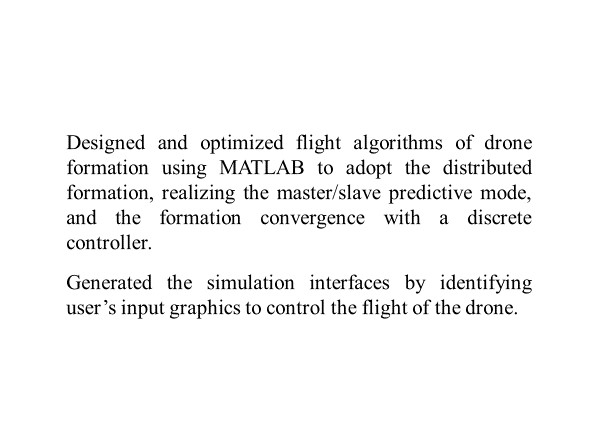 Designed and optimized flight algorithms of drone
formation using MATLAB to adopt the distributed
formation, realizing the master/slave predictive mode,
and the formation convergence with a discrete
controller.
Generated the simulation interfaces by identifying
user’s input graphics to control the flight of the drone.